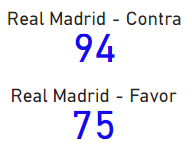 Real Madrid - Contra
94
Real Madrid - Favor
75